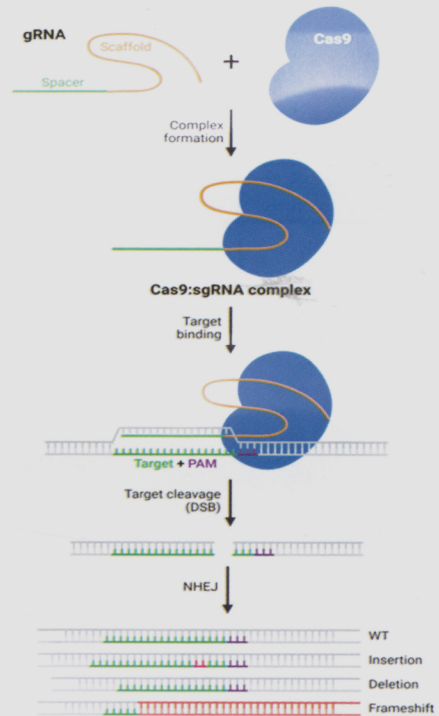 gRNA
Scaffold
Spacer
+
Cas9
Complex
formation
Cas9:sgRNA complex
Target
binding
Target + PAM
Target cleavage
(DSB)
NHEJ
WT
Insertion
Deletion
Frameshift